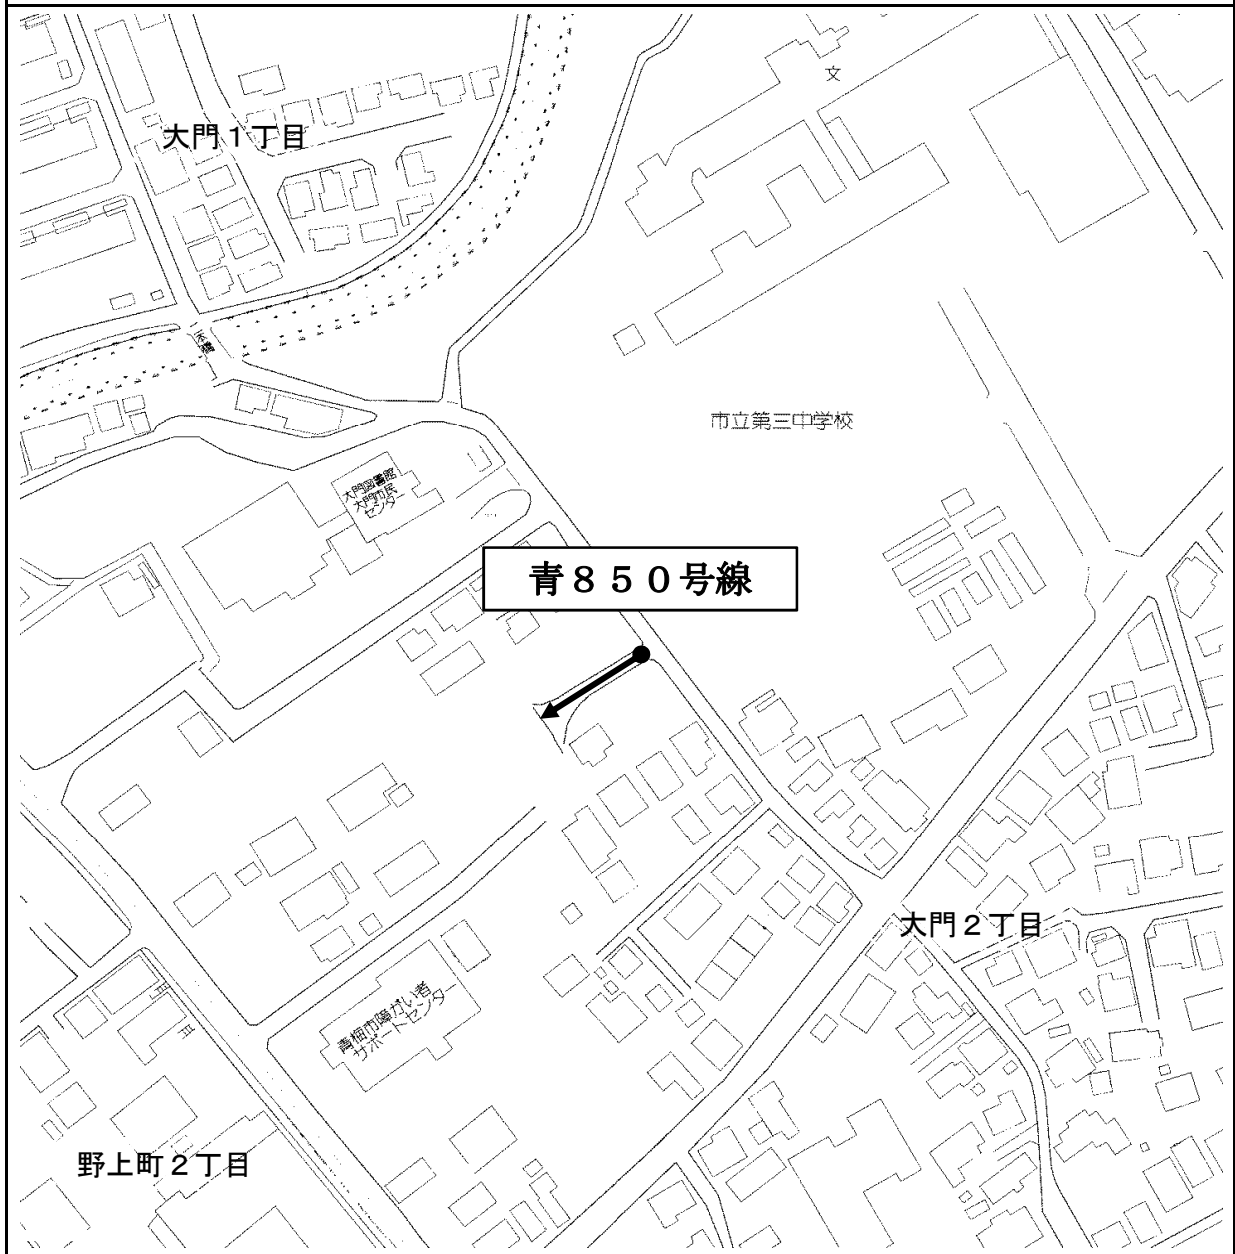 文
大門１丁目
市立第三中学校
大門図書館
大門市民
センター
青８５０号線
大門２丁目
青梅市障がい者
サポートセンター
野上町２丁目